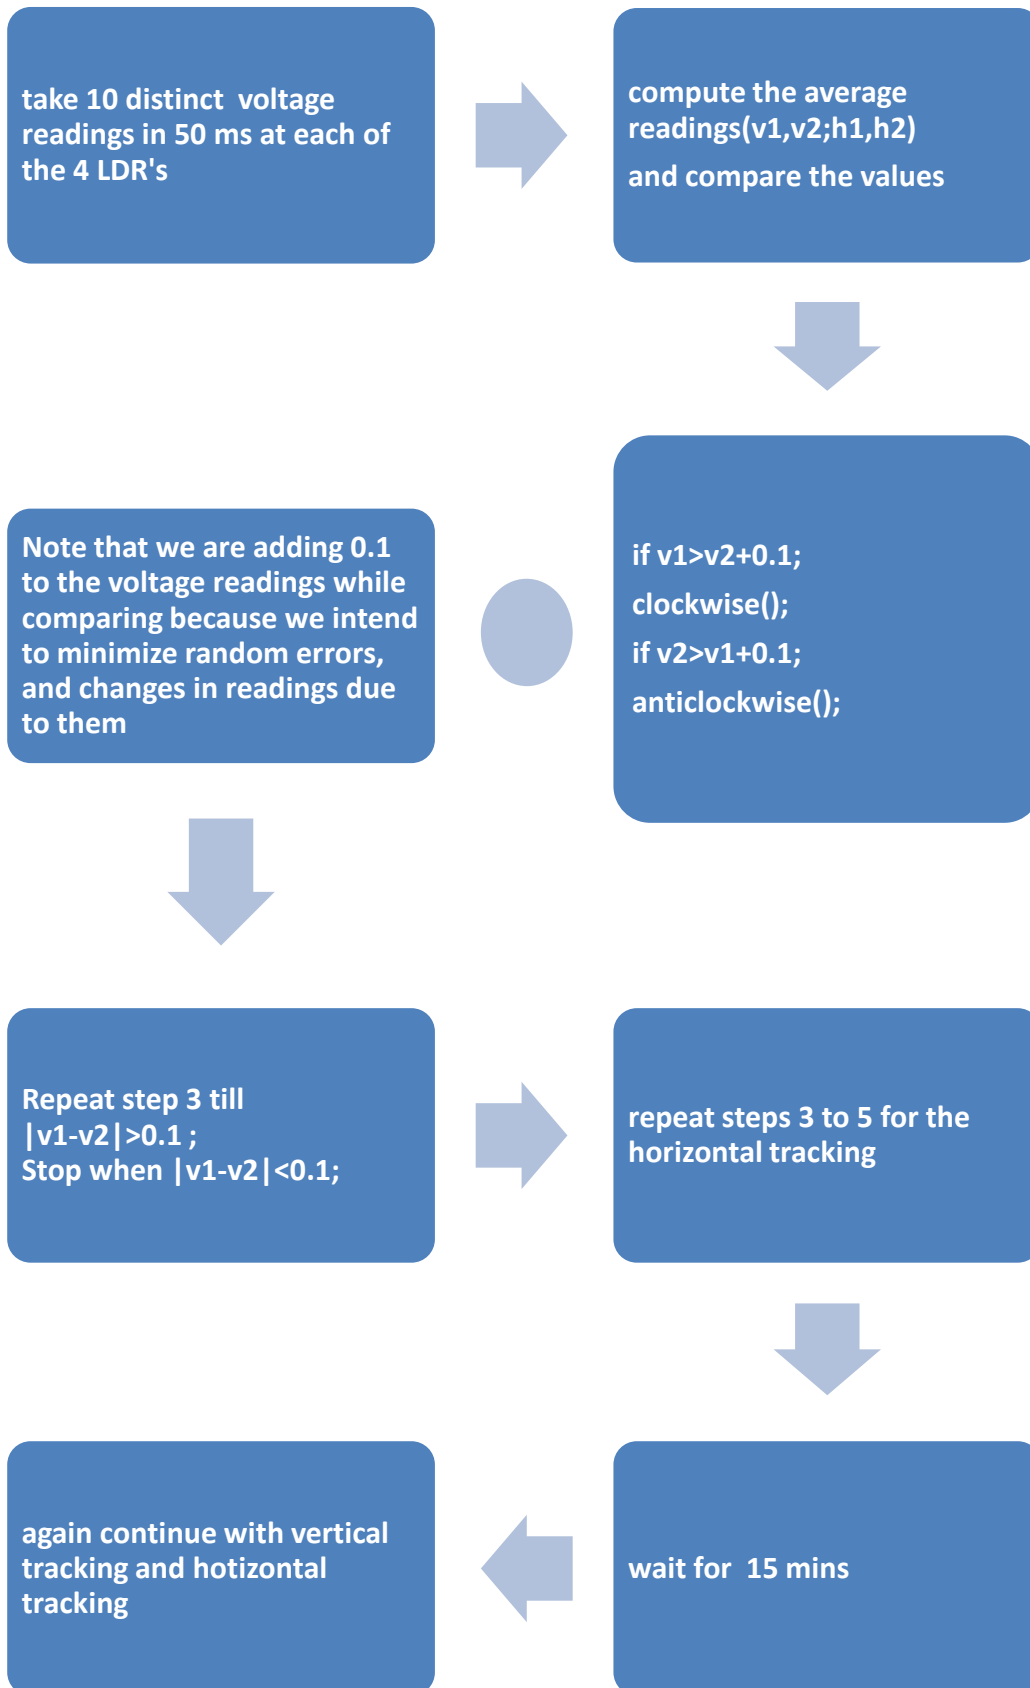 take 10 distinct  voltage
readings in 50 ms at each of
the 4 LDR's
compute the average
readings(v1,v2;h1,h2)
and compare the values
if v1>v2+0.1;
clockwise();
if v2>v1+0.1;
anticlockwise();
Note that we are adding 0.1
to the voltage readings while
comparing because we intend
to minimize random errors,
and changes in readings due
to them
Repeat step 3 till
|v1-v2|>0.1 ;
Stop when |v1-v2|<0.1;
repeat steps 3 to 5 for the
horizontal tracking
wait for  15 mins
again continue with vertical
tracking and hotizontal
tracking